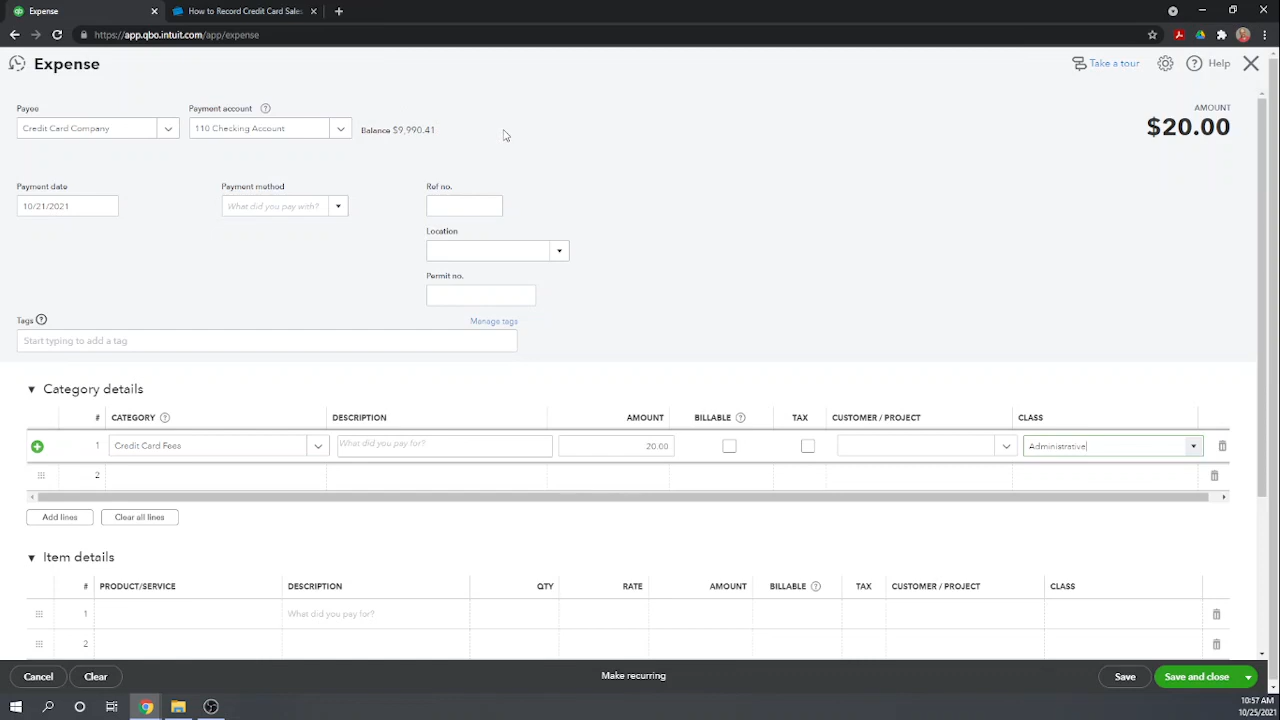 Expense
How to Record Credit Card Sales
https://app.qbo.intuit.com/app/expense
Expense
Take a tour
Help
Payee
Payment account
AMOUNT
Credit Card Company
110 Checking Account
Balance $9,990.41
$20.00
Payment date
Payment method
Ref no.
10/21/2021
What did you pay with?
Location
Permit no.
Tags
Manage tags
Start typing to add a tag
Category details
# CATEGORY DESCRIPTION AMOUNT BILLABLE TAX CUSTOMER / PROJECT CLASS
1 Credit Card Fees What did you pay for? 20.00 Administrative
2
Add lines Clear all lines
Item details
# PRODUCT/SERVICE DESCRIPTION QTY RATE AMOUNT BILLABLE TAX CUSTOMER / PROJECT CLASS
1 What did you pay for?
2
Cancel Clear Make recurring Save Save and close
10:57 AM
10/25/2021